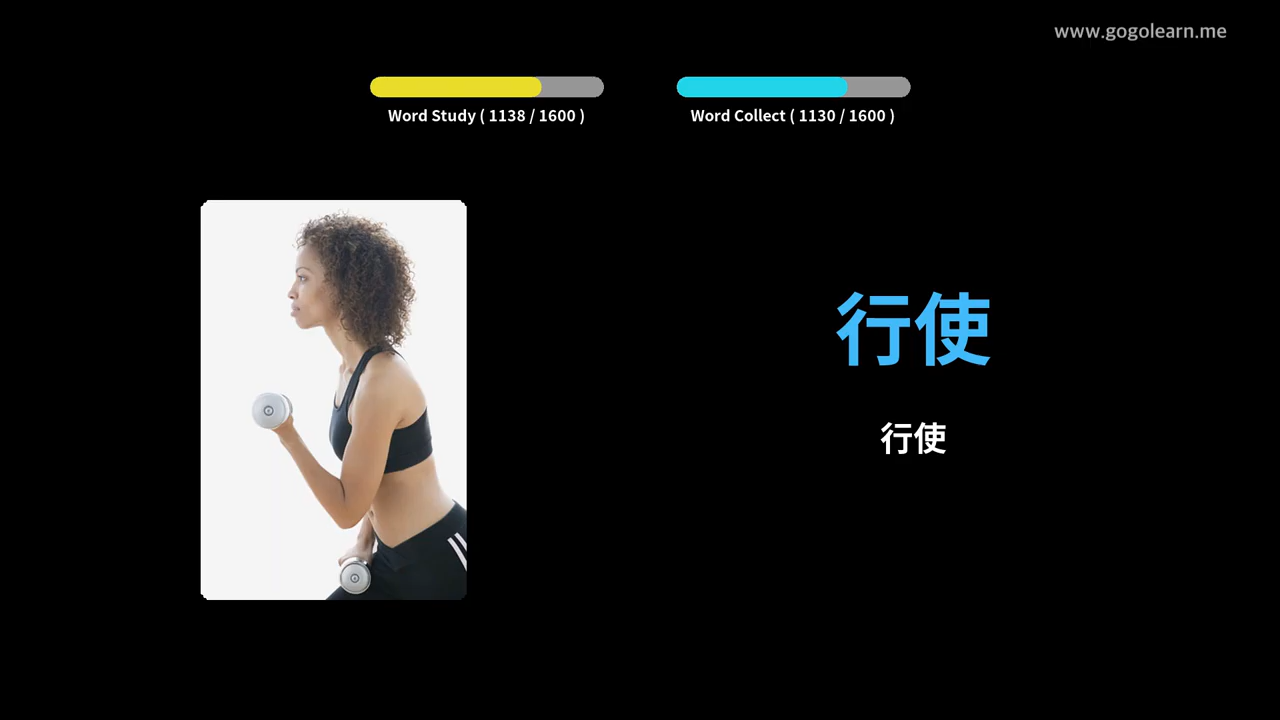 www.gogolearn.me
Word Study ( 1138 / 1600 )
Word Collect ( 1130 / 1600 )
行使
行使